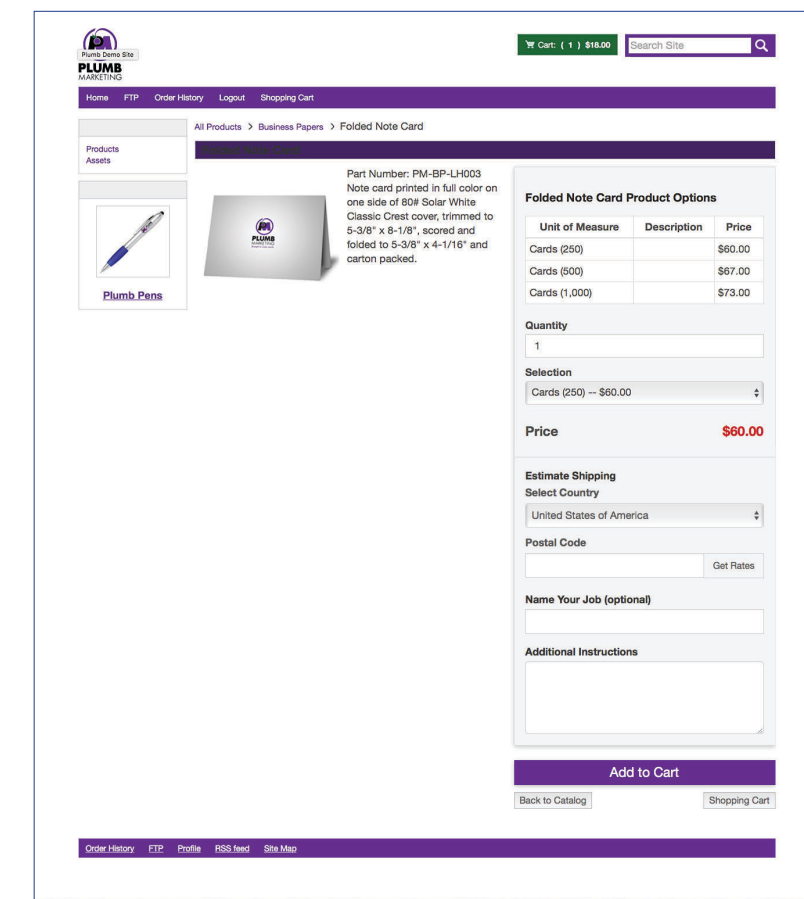 Plumb Demo Site
PLUMB
MARKETING
Cart: ( 1 ) $18.00
Search Site
Home FTP Order History Logout Shopping Cart
All Products > Business Papers > Folded Note Card
Products
Assets
Plumb Pens
Folded Note Card
PLUMB
MARKETING
Part Number: PM-BP-LH003
Note card printed in full color on
one side of 80# Solar White
Classic Crest cover, trimmed to
5-3/8" x 8-1/8", scored and
folded to 5-3/8" x 4-1/16" and
carton packed.
Folded Note Card Product Options
Unit of Measure Description Price
Cards (250) $60.00
Cards (500) $67.00
Cards (1,000) $73.00
Quantity
1
Selection
Cards (250) -- $60.00
Price $60.00
Estimate Shipping
Select Country
United States of America
Postal Code
Get Rates
Name Your Job (optional)
Additional Instructions
Add to Cart
Back to Catalog Shopping Cart
Order History FTP Profile RSS feed Site Map